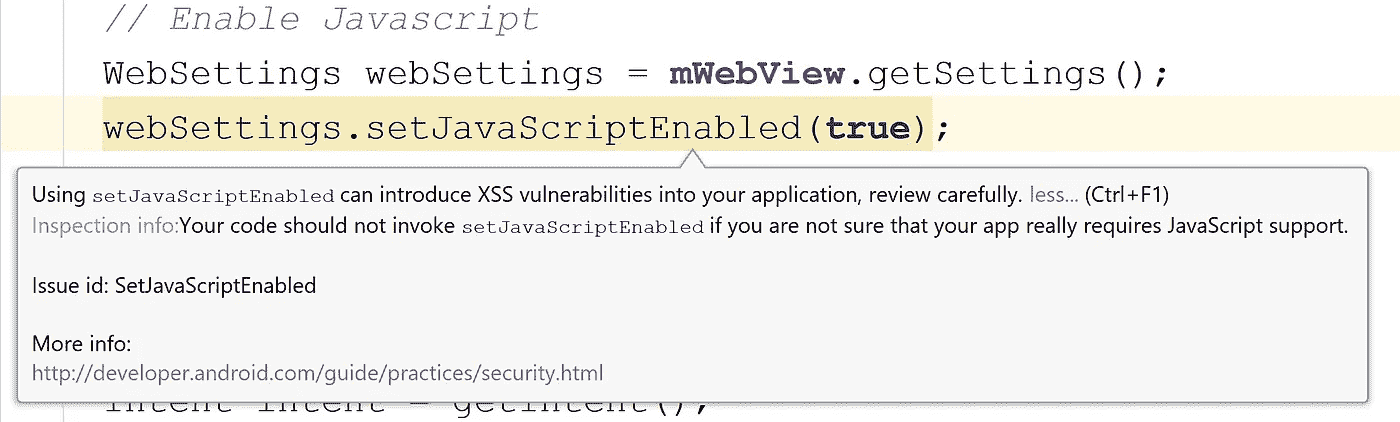 // Enable Javascript
WebSettings webSettings = mWebView.getSettings();
webSettings.setJavaScriptEnabled(true);
Using setJavaScriptEnabled can introduce XSS vulnerabilities into your application, review carefully. less... (Ctrl+F1)
Inspection info:Your code should not invoke setJavaScriptEnabled if you are not sure that your app really requires JavaScript support.
Issue id: SetJavaScriptEnabled
More info:
http://developer.android.com/guide/practices/security.html
Intent intent = getIntent();